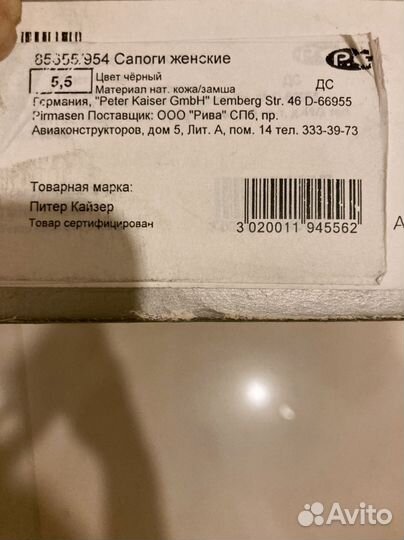 85655/954 Сапоги женские
5,5
Цвет чёрный
Материал нат. кожа/замша
ДС
Германия, "Peter Kaiser GmbH" Lemberg Str. 46 D-66955
Pirmasen Поставщик: ООО "Рива" СПб, пр.
Авиаконструкторов, дом 5, Лит. А, пом. 14 тел. 333-39-73
Товарная марка:
Питер Кайзер
Товар сертифицирован
3 020011 945562
Avito